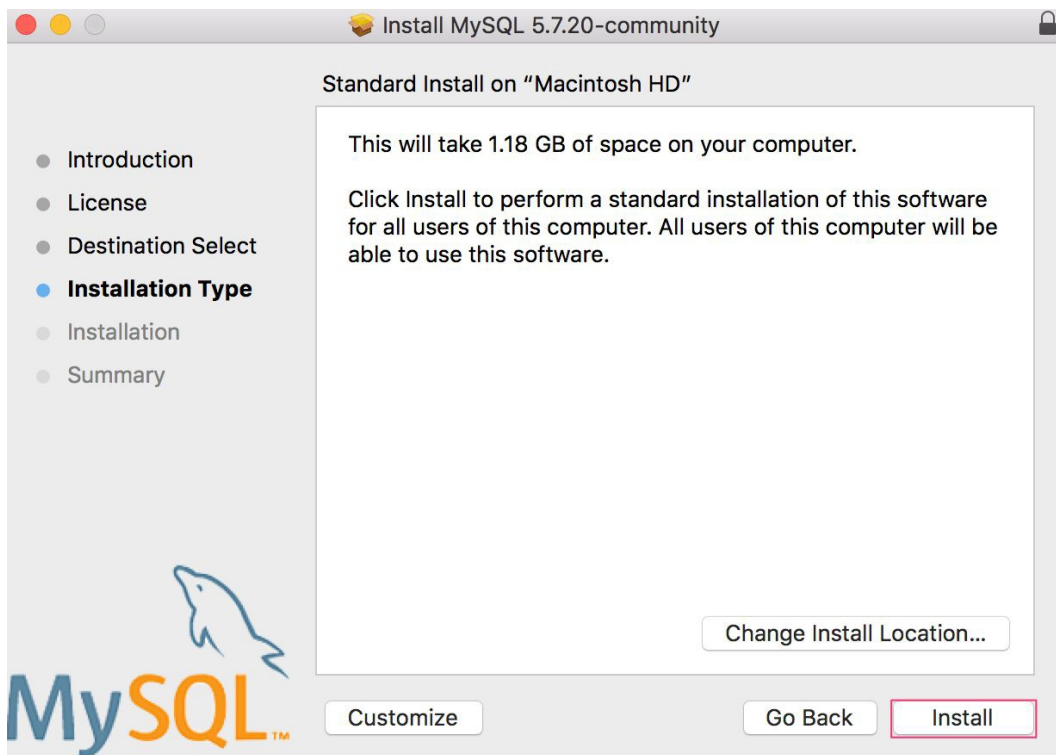 Install MySQL 5.7.20-community
Standard Install on “Macintosh HD”
Introduction
License
Destination Select
Installation Type
Installation
Summary
This will take 1.18 GB of space on your computer.
Click Install to perform a standard installation of this software
for all users of this computer. All users of this computer will be
able to use this software.
Change Install Location...
MySQL™
Customize
Go Back
Install